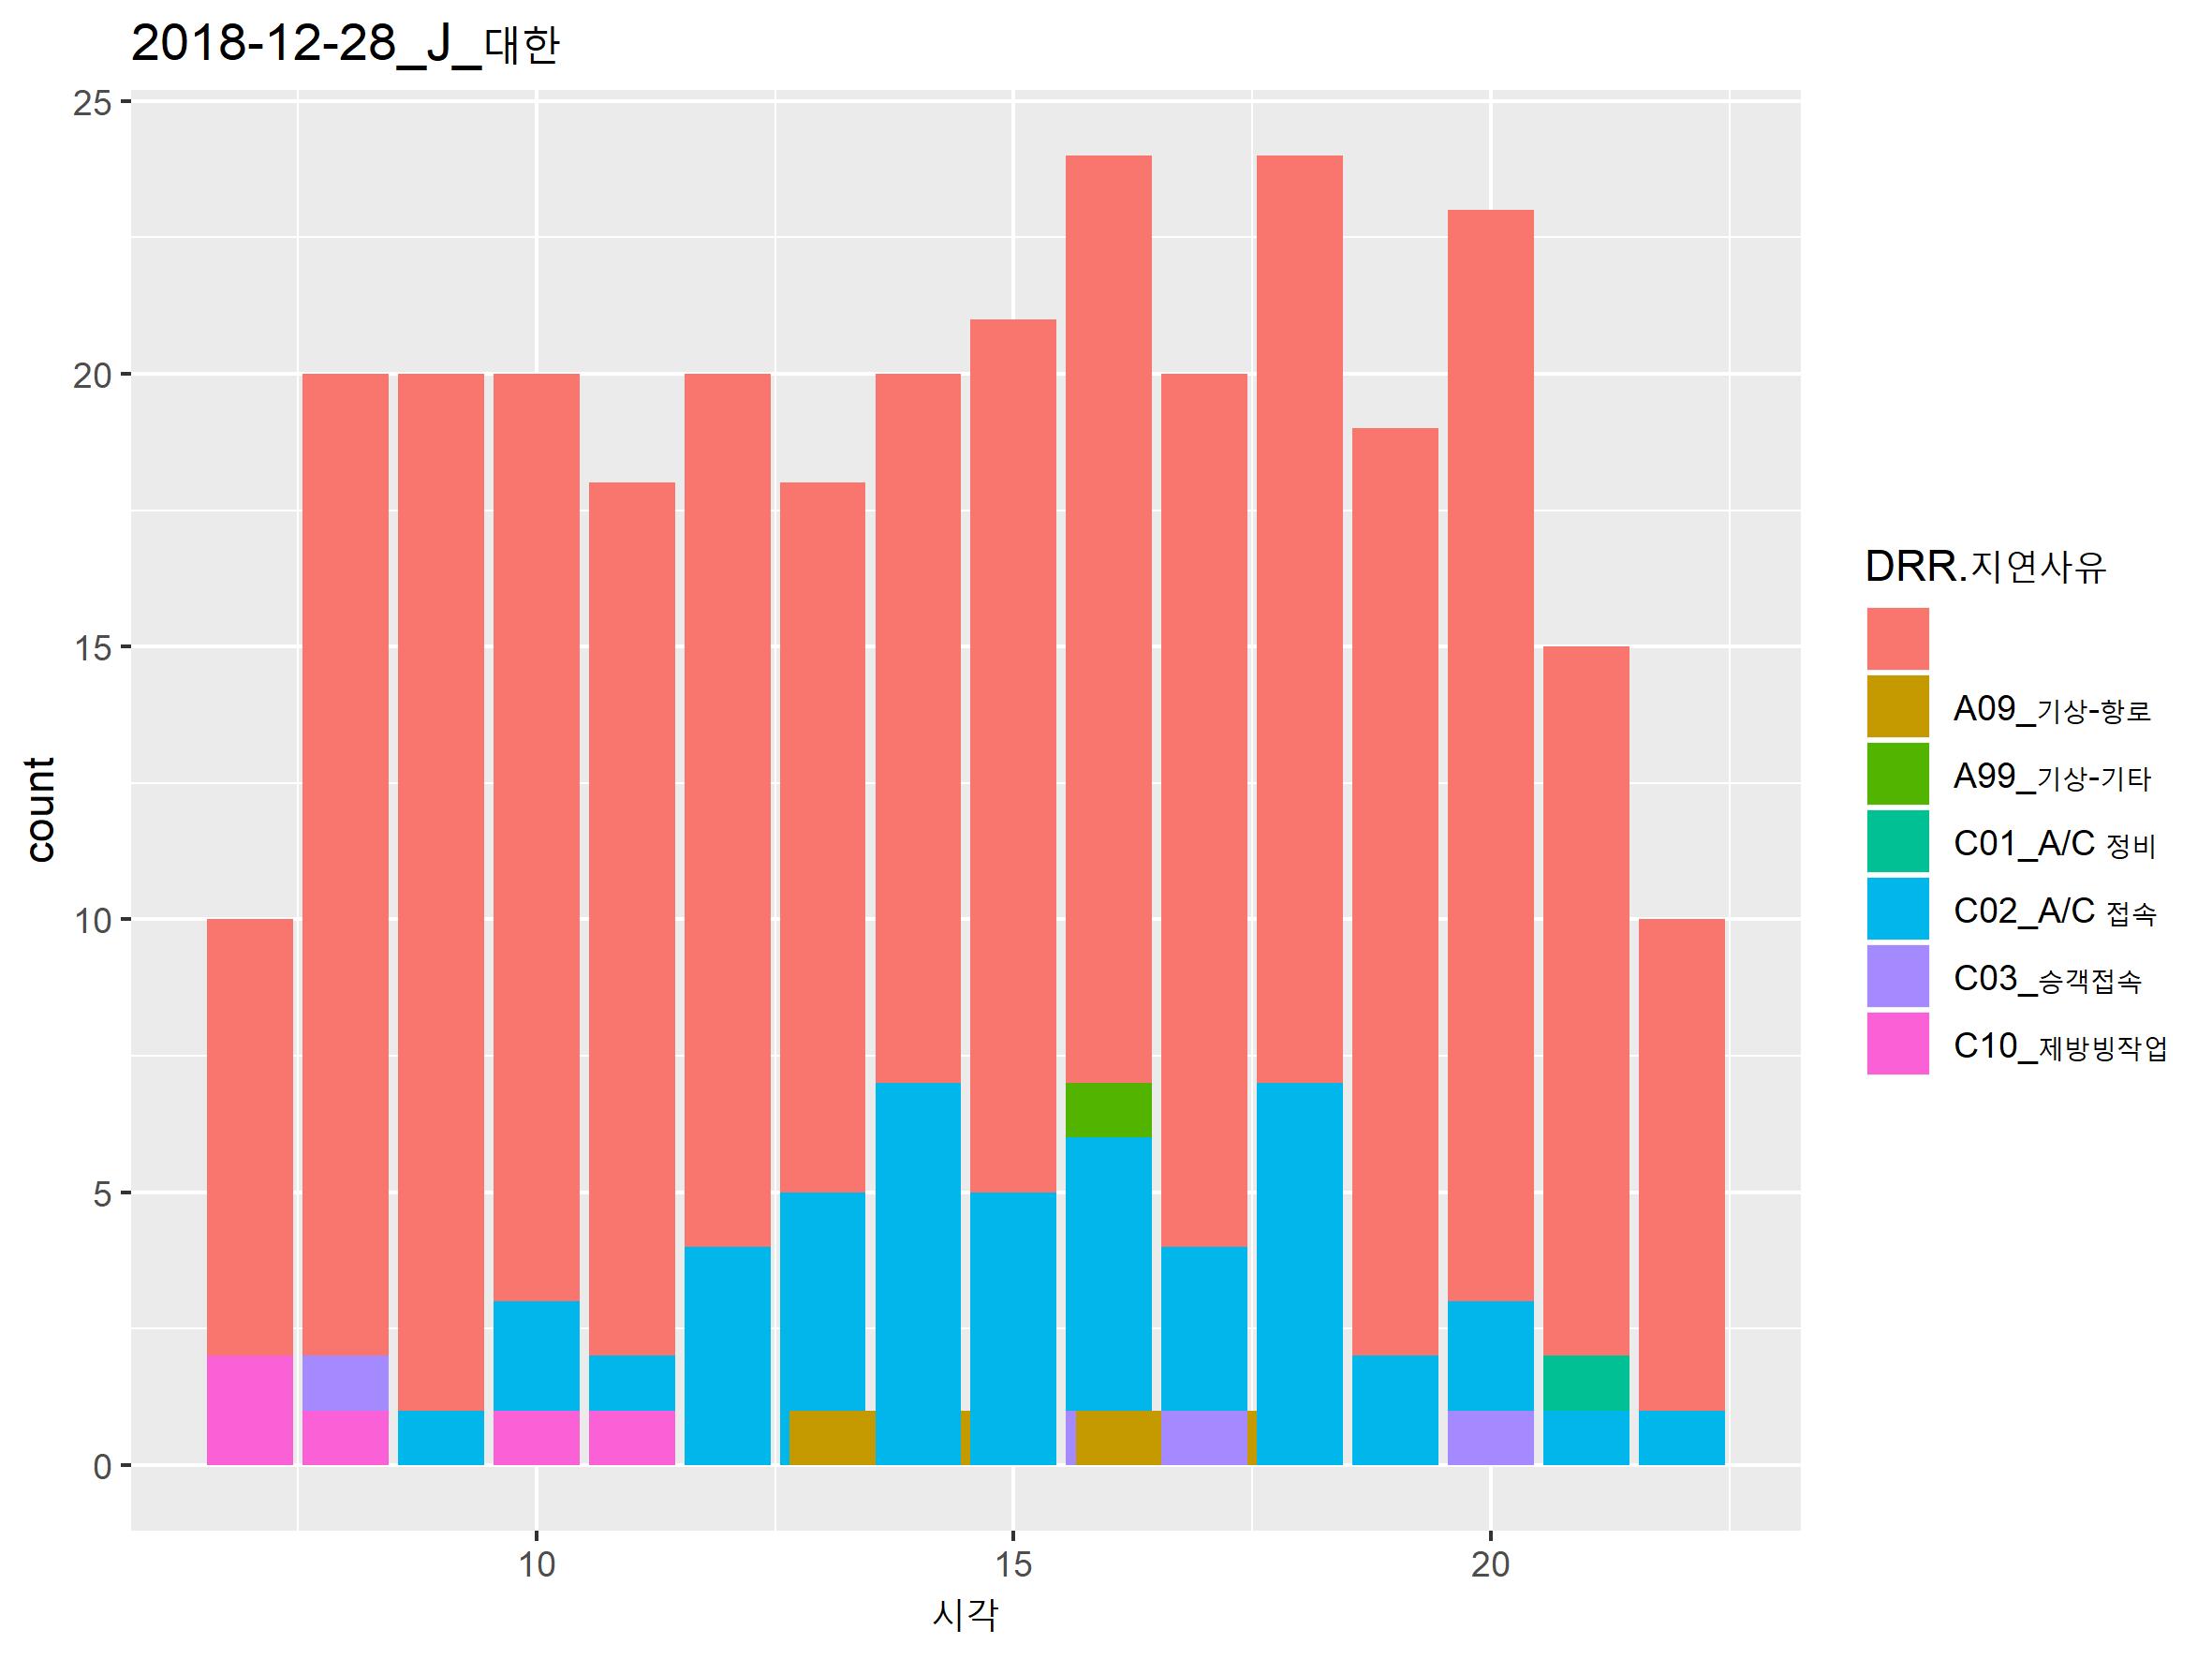 2018-12-28_J_대한
25
20
15
10
5
0
count
10 15 20
시각
DRR.지연사유
A09_기상-항로
A99_기상-기타
C01_A/C 정비
C02_A/C 접속
C03_승객접속
C10_제방빙작업